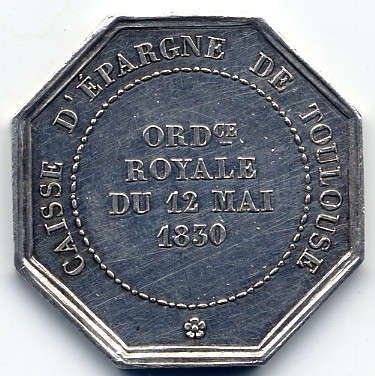 CAISSE D'ÉPARGNE DE TOULOUSE
ORDCE
ROYALE
DU 12 MAI
1830